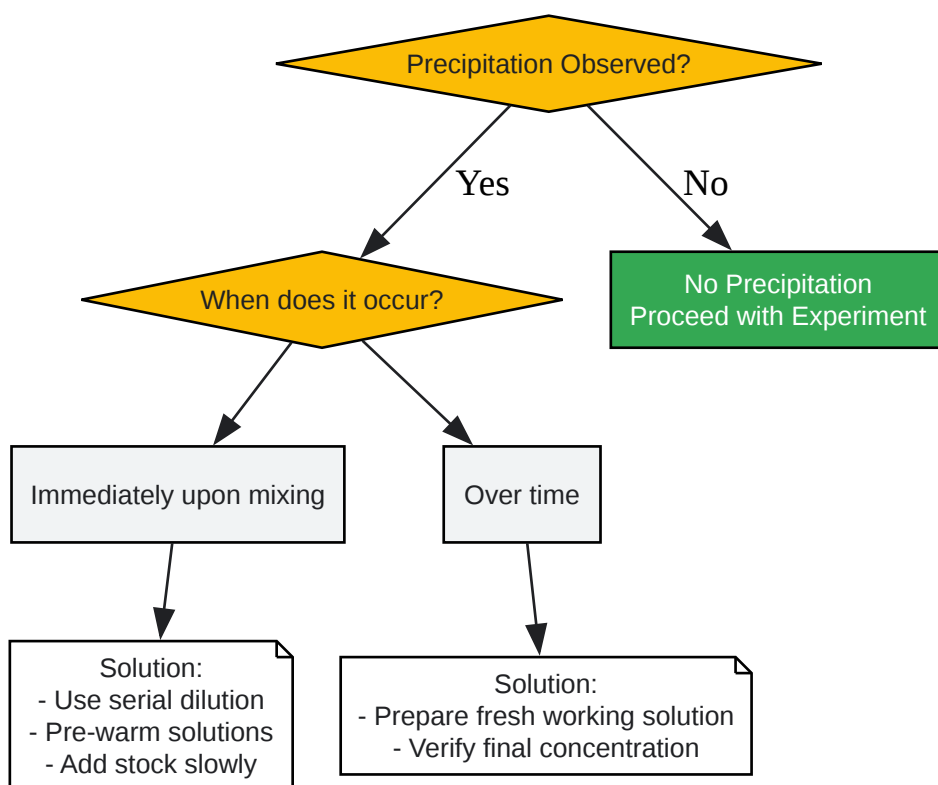 Precipitation Observed?
Yes
No
When does it occur?
No Precipitation
Proceed with Experiment
Immediately upon mixing
Over time
Solution:
- Use serial dilution
- Pre-warm solutions
- Add stock slowly
Solution:
- Prepare fresh working solution
- Verify final concentration